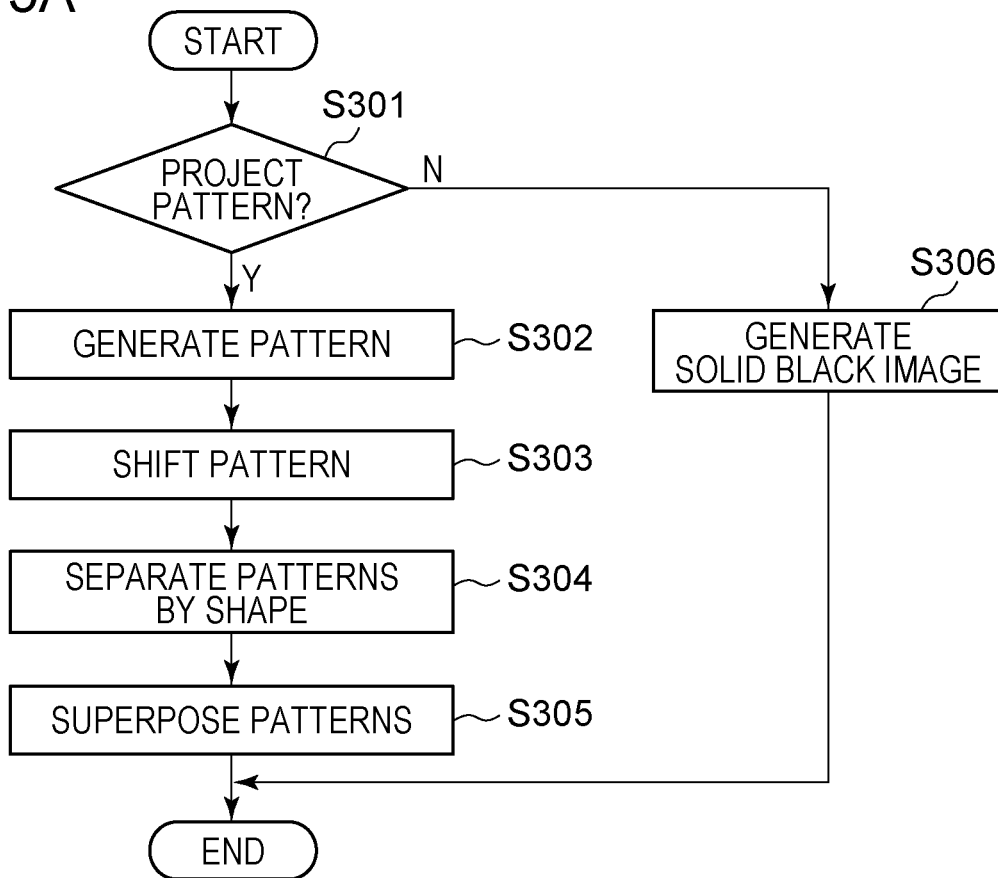 START
S301
PROJECT
PATTERN?
N
Y
S306
GENERATE
SOLID BLACK IMAGE
GENERATE PATTERN
S302
SHIFT PATTERN
S303
SEPARATE PATTERNS
BY SHAPE
S304
SUPERPOSE PATTERNS
S305
END